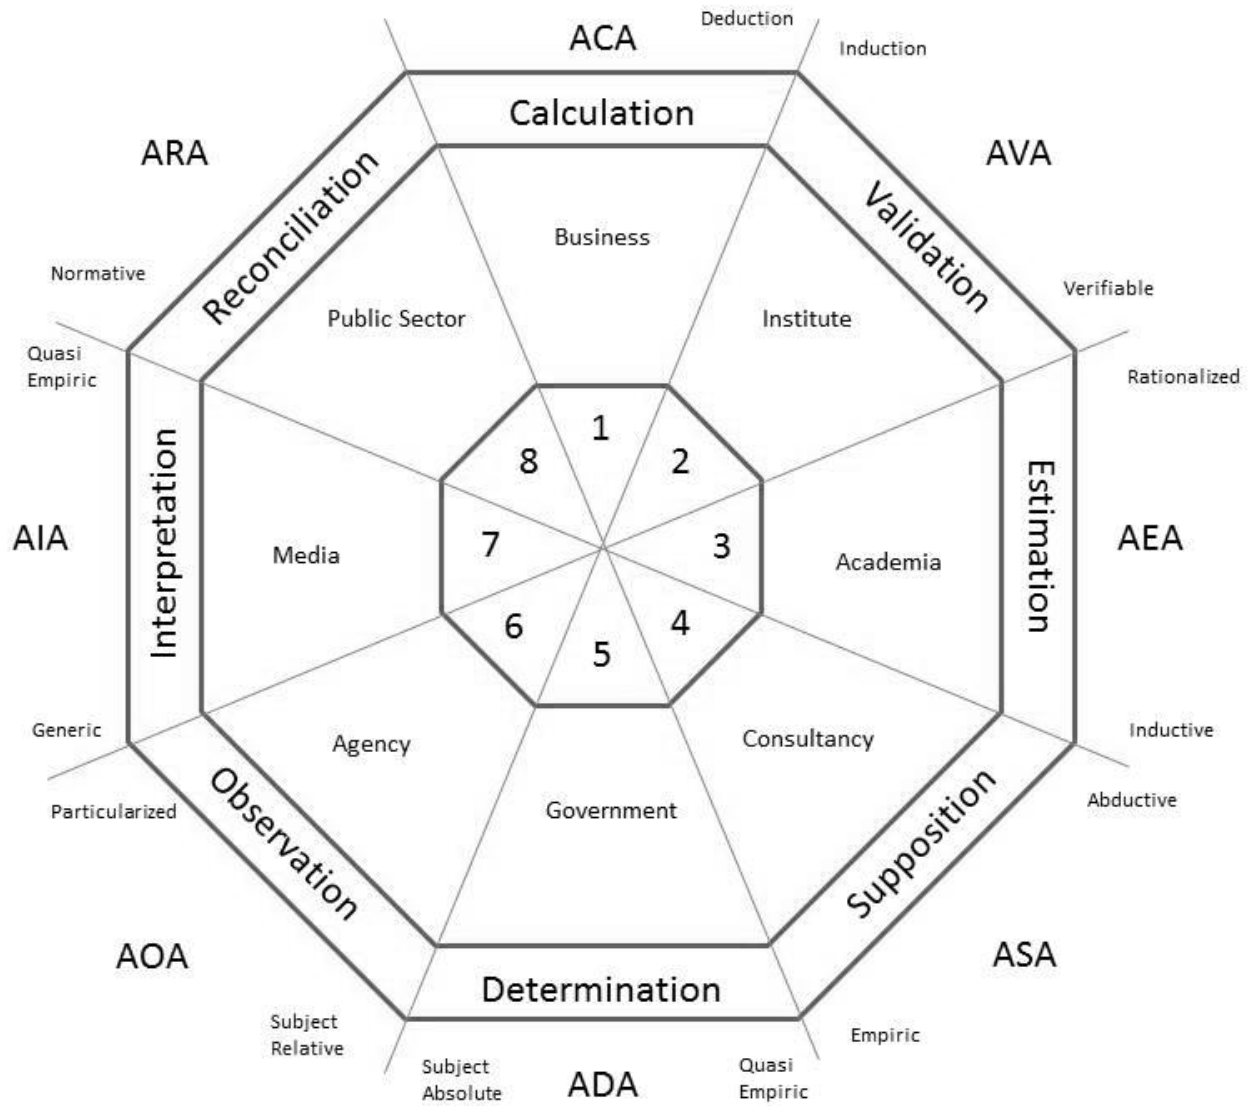 Deduction
ACA
Induction
Calculation
ARA
AVA
Reconciliation
Validation
Business
Normative
Verifiable
Public Sector
Institute
Quasi
Empiric
Rationalized
1
8
2
Interpretation
Estimation
AIA
7
3
AEA
Media
Academia
6
4
5
Generic
Inductive
Agency
Consultancy
Particularized
Abductive
Government
Observation
Supposition
AOA
ASA
Determination
Subject
Relative
Empiric
Subject
Absolute
ADA
Quasi
Empiric